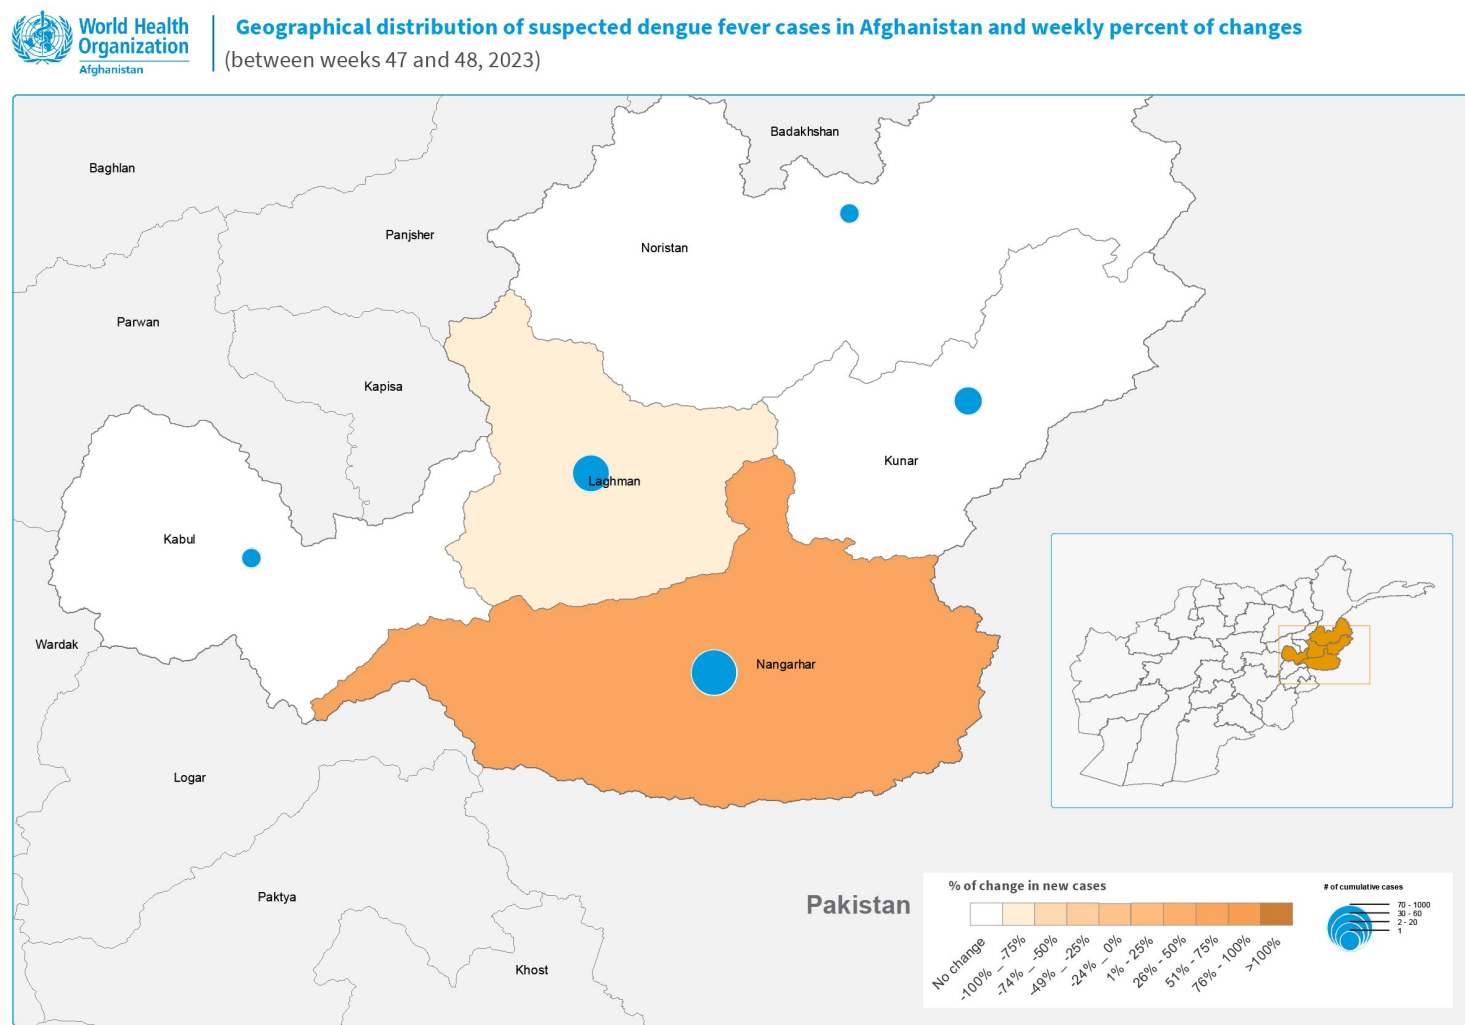 World Health
Organization
Afghanistan
Geographical distribution of suspected dengue fever cases in Afghanistan and weekly percent of changes
(between weeks 47 and 48, 2023)
Badakhshan
Baghlan
Panjsher
Noristan
Parwan
Kapisa
Kunar
Laghman
Kabul
Wardak
Nangarhar
Logar
Paktya
Pakistan
Khost
% of change in new cases
No change
-100% – -75%
-74% – -50%
-49% – -25%
-24% – 0%
1% - 25%
26% - 50%
51% - 75%
76% - 100%
>100%
# of cumulative cases
70 - 1000
30 - 60
2 - 20
1